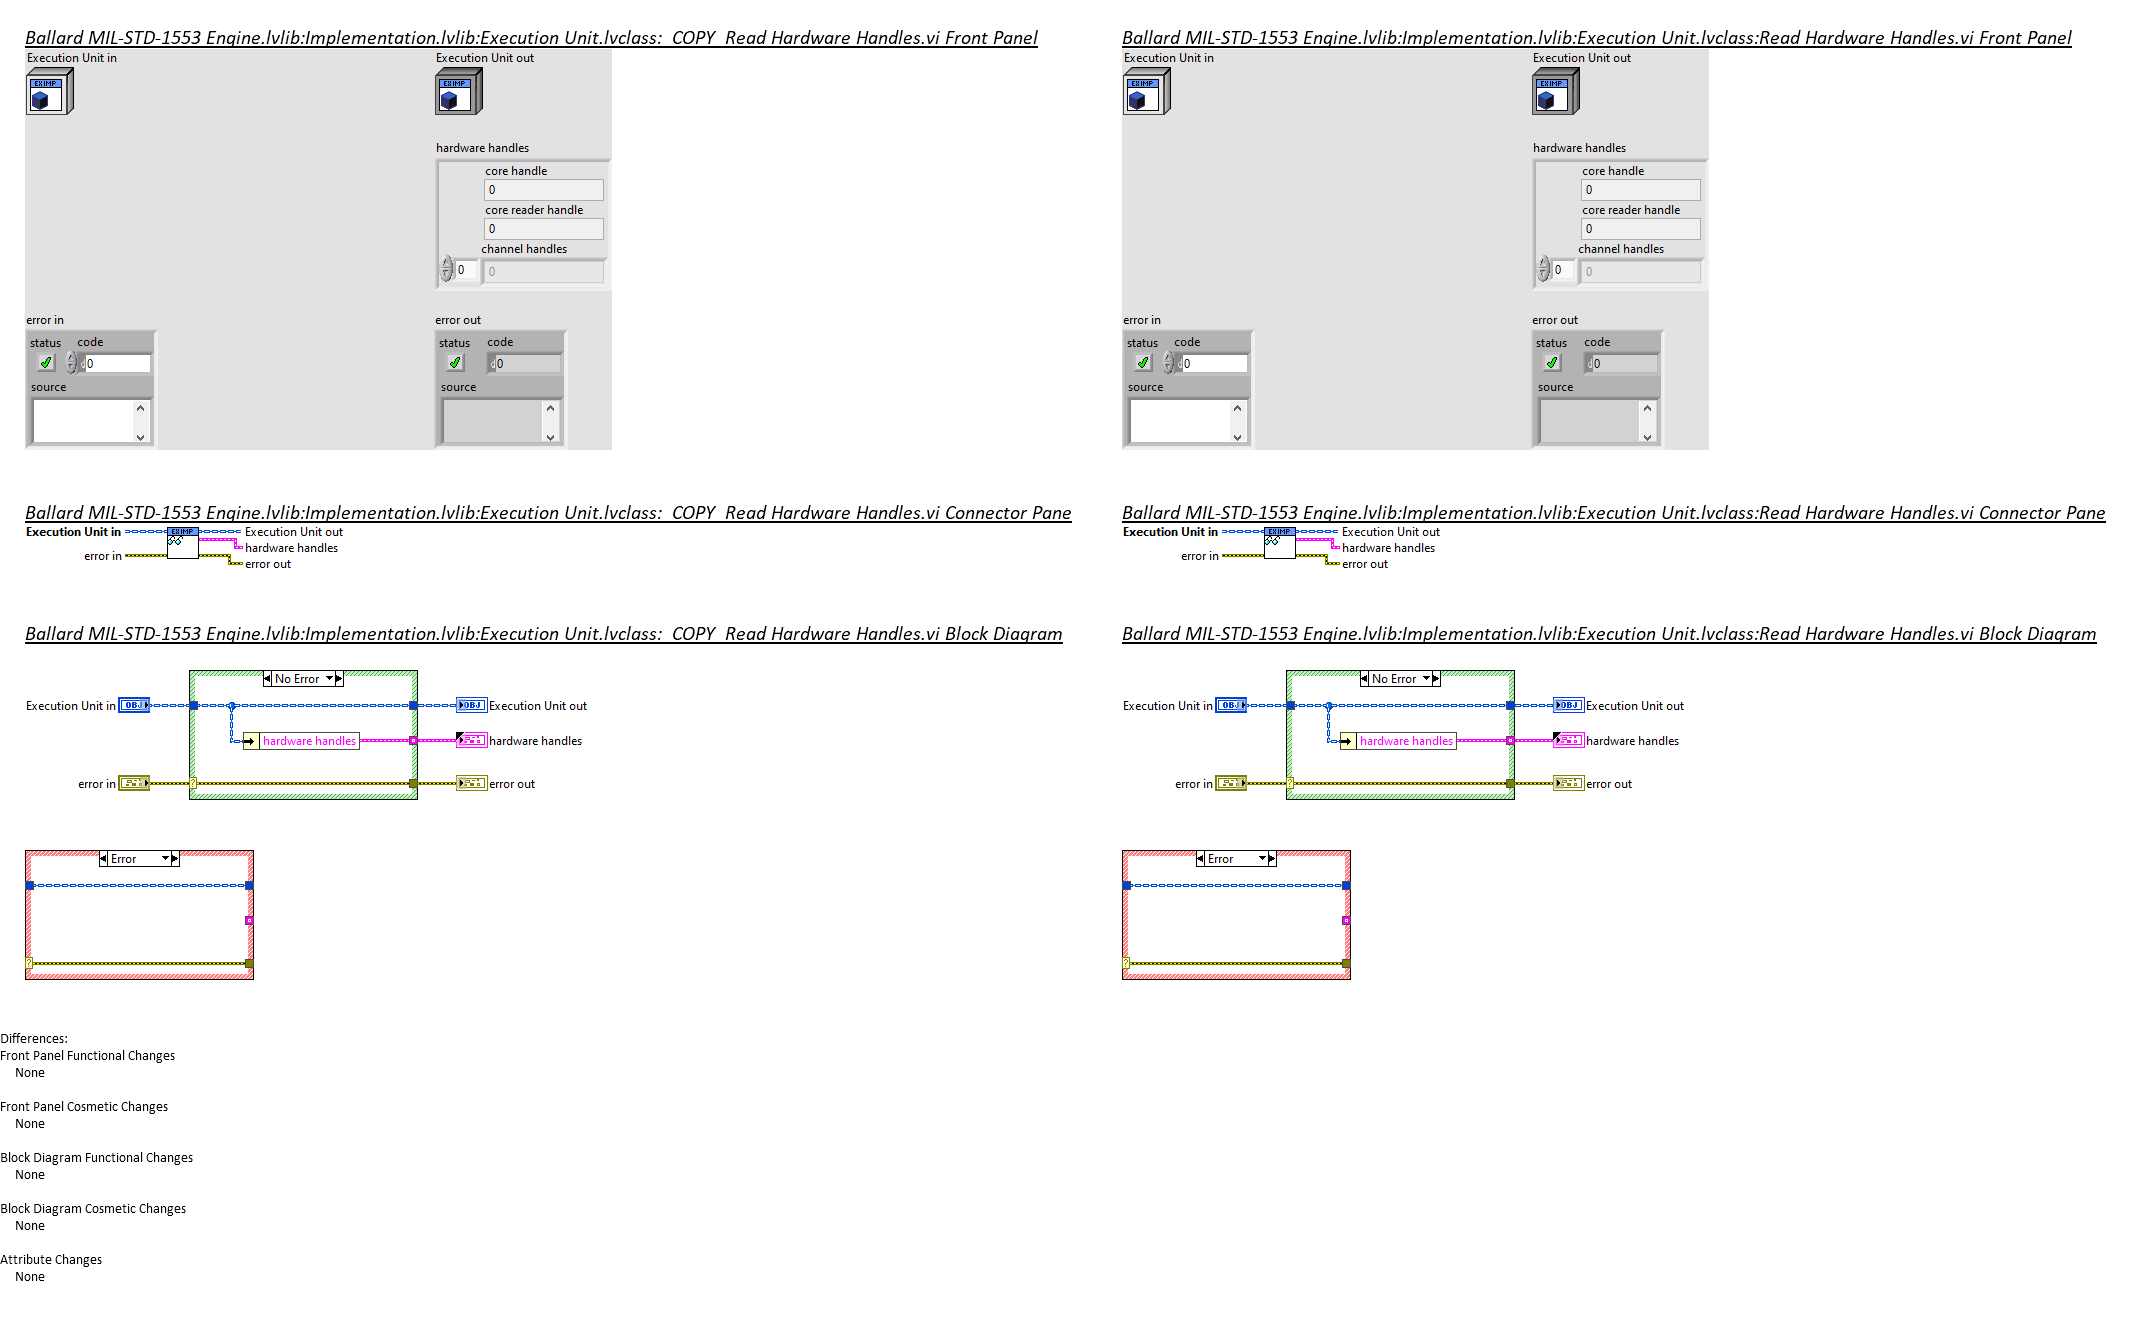 Ballard MIL-STD-1553 Engine.lvlib:Implementation.lvlib:Execution Unit.lvclass:_COPY_Read Hardware Handles.vi Front Panel
Execution Unit in
Execution Unit out
EXIMP
EXIMP
hardware handles
core handle
0
core reader handle
0
channel handles
0
0
error in
error out
status
code
0
source
status
code
0
source
Ballard MIL-STD-1553 Engine.lvlib:Implementation.lvlib:Execution Unit.lvclass:Read Hardware Handles.vi Front Panel
Execution Unit in
Execution Unit out
EXIMP
EXIMP
hardware handles
core handle
0
core reader handle
0
channel handles
0
0
error in
error out
status
code
0
source
status
code
0
source
Ballard MIL-STD-1553 Engine.lvlib:Implementation.lvlib:Execution Unit.lvclass:_COPY_Read Hardware Handles.vi Connector Pane
Execution Unit in
EXIMP
Execution Unit out
hardware handles
error in
error out
Ballard MIL-STD-1553 Engine.lvlib:Implementation.lvlib:Execution Unit.lvclass:Read Hardware Handles.vi Connector Pane
Execution Unit in
EXIMP
Execution Unit out
hardware handles
error in
error out
Ballard MIL-STD-1553 Engine.lvlib:Implementation.lvlib:Execution Unit.lvclass:_COPY_Read Hardware Handles.vi Block Diagram
No Error
Execution Unit in
OBJ
OBJ
Execution Unit out
hardware handles
hardware handles
error in
?
error out
Error
?
Ballard MIL-STD-1553 Engine.lvlib:Implementation.lvlib:Execution Unit.lvclass:Read Hardware Handles.vi Block Diagram
No Error
Execution Unit in
OBJ
OBJ
Execution Unit out
hardware handles
hardware handles
error in
?
error out
Error
?
Differences:
Front Panel Functional Changes
None
Front Panel Cosmetic Changes
None
Block Diagram Functional Changes
None
Block Diagram Cosmetic Changes
None
Attribute Changes
None